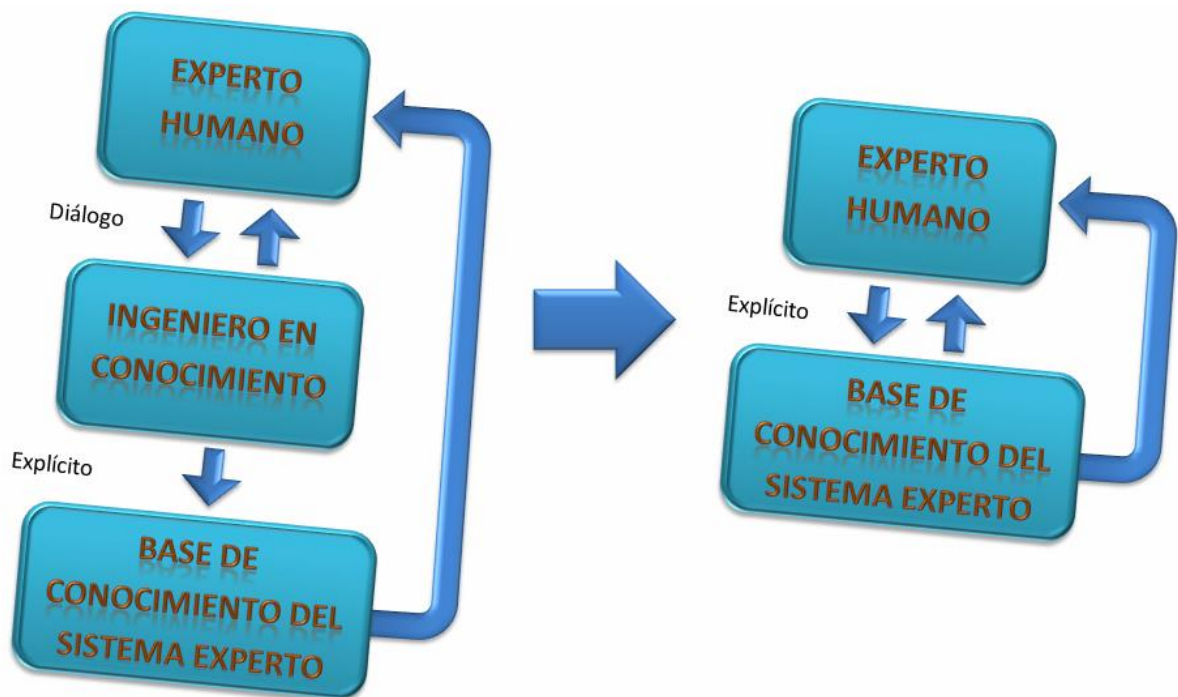 EXPERTO
HUMANO
Diálogo
INGENIERO EN
CONOCIMIENTO
Explícito
BASE DE
CONOCIMIENTO DEL
SISTEMA EXPERTO
EXPERTO
HUMANO
Explícito
BASE DE
CONOCIMIENTO DEL
SISTEMA EXPERTO